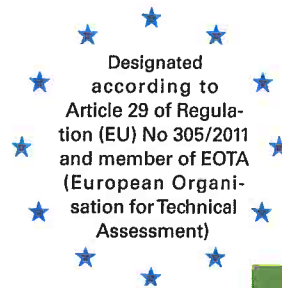 Designated
according to
Article 29 of Regula-
tion (EU) No 305/2011
and member of EOTA
(European Organi-
sation for Technical
Assessment)